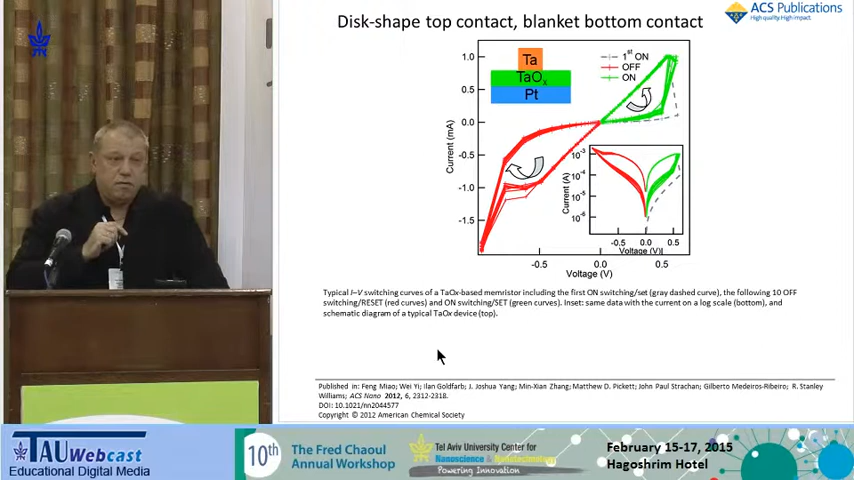 Disk-shape top contact, blanket bottom contact
ACS Publications
High quality. High impact.
1.0
0.5
0.0
-0.5
-1.0
-1.5
Current (mA)
Ta
TaOx
Pt
1st ON
OFF
ON
10-3
10-4
10-5
10-6
Current (A)
-0.5 0.0 0.5
Voltage (V)
-0.5 0.0 0.5
Voltage (V)
Typical I–V switching curves of a TaOx-based memristor including the first ON switching/set (gray dashed curve), the following 10 OFF
switching/RESET (red curves) and ON switching/SET (green curves). Inset: same data with the current on a log scale (bottom), and
schematic diagram of a typical TaOx device (top).
Published in: Feng Miao; Wei Yi; Ilan Goldfarb; J. Joshua Yang; Min-Xian Zhang; Matthew D. Pickett; John Paul Strachan; Gilberto Medeiros-Ribeiro; R. Stanley
Williams; ACS Nano 2012, 6, 2312-2318.
DOI: 10.1021/nn2044577
Copyright © 2012 American Chemical Society
TAU Webcast
Educational Digital Media
10th
The Fred Chaoul
Annual Workshop
Tel Aviv University Center for
Nanoscience & Nanotechnology
Powering Innovation
February 15-17, 2015
Hagoshrim Hotel